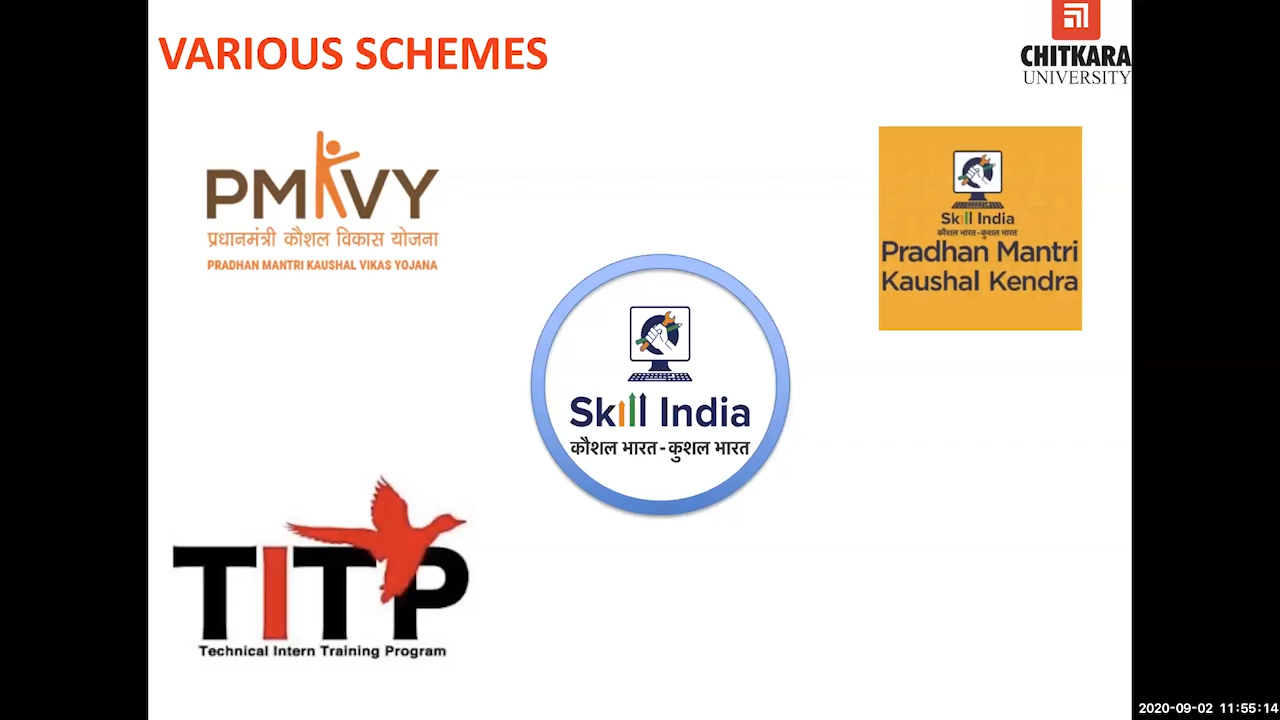 VARIOUS SCHEMES
CHITKARA
UNIVERSITY
PMKVY
प्रधानमंत्री कौशल विकास योजना
PRADHAN MANTRI KAUSHAL VIKAS YOJANA
Skill India
कौशल भारत-कुशल भारत
Pradhan Mantri
Kaushal Kendra
Skill India
कौशल भारत - कुशल भारत
TITP
Technical Intern Training Program
2020-09-02 11:55:14